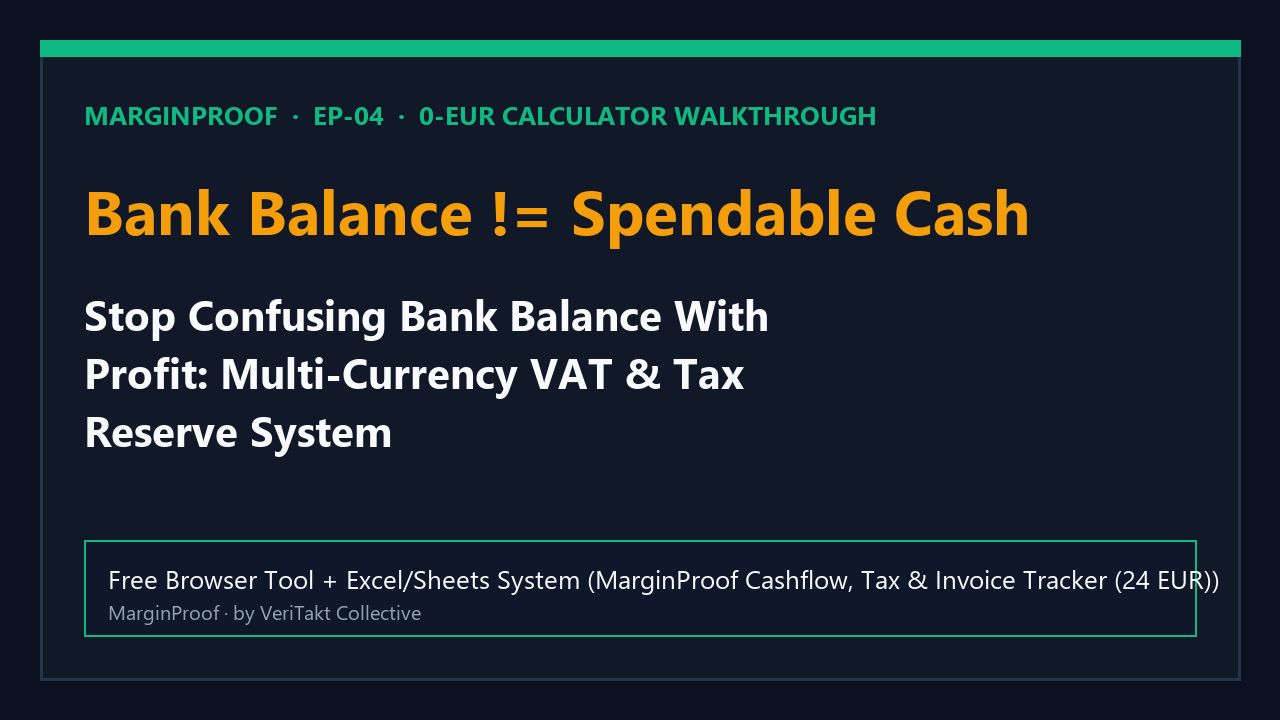 MARGINPROOF · EP-04 · 0-EUR CALCULATOR WALKTHROUGH
Bank Balance != Spendable Cash
Stop Confusing Bank Balance With
Profit: Multi-Currency VAT & Tax
Reserve System
Free Browser Tool + Excel/Sheets System (MarginProof Cashflow, Tax & Invoice Tracker (24 EUR))
MarginProof · by VeriTakt Collective